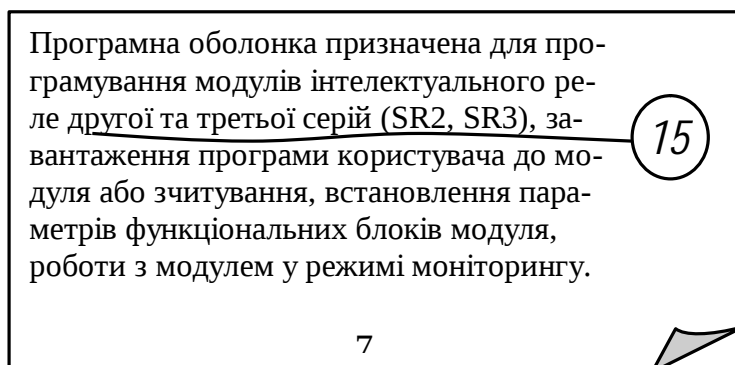 Програмна оболонка призначена для про-
грамування модулів інтелектуального ре-
ле другої та третьої серій (SR2, SR3), за-
вантаження програми користувача до мо-
дуля або зчитування, встановлення пара-
метрів функціональних блоків модуля,
роботи з модулем у режимі моніторингу.
15
7